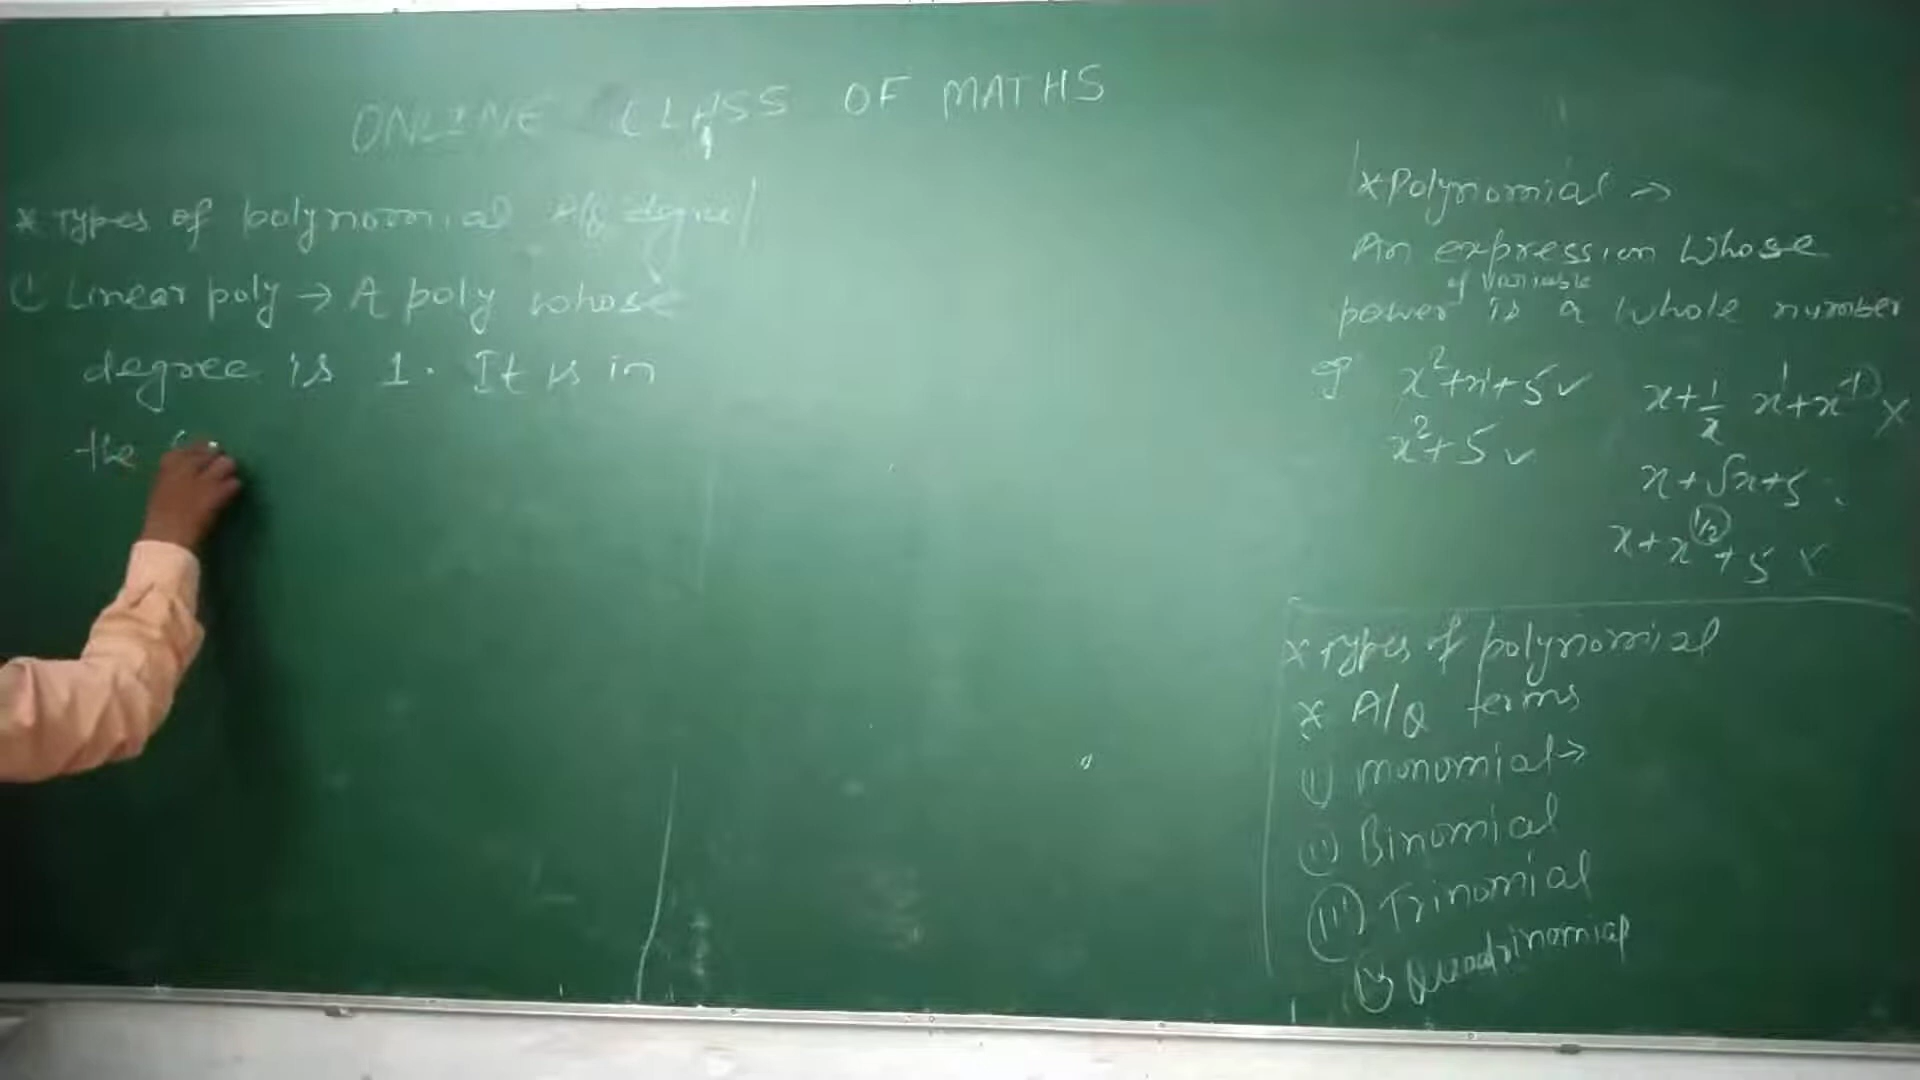 ONLINE CLASS OF MATHS
* Types of polynomial A/Q degree
(i Linear poly → A poly whose
degree is 1. It is in
the
* Polynomial →
An expression whose
of variable
power is a whole number
eg x²+x¹+5 ✓ x+1/x x¹+x⁻¹ ×
x²+5 ✓
x+√x+5
x+x^(1/2)+5 ×
* Types of polynomial
* A/Q terms
(i) monomial →
(ii) Binomial
(iii) Trinomial
Quadrinomial